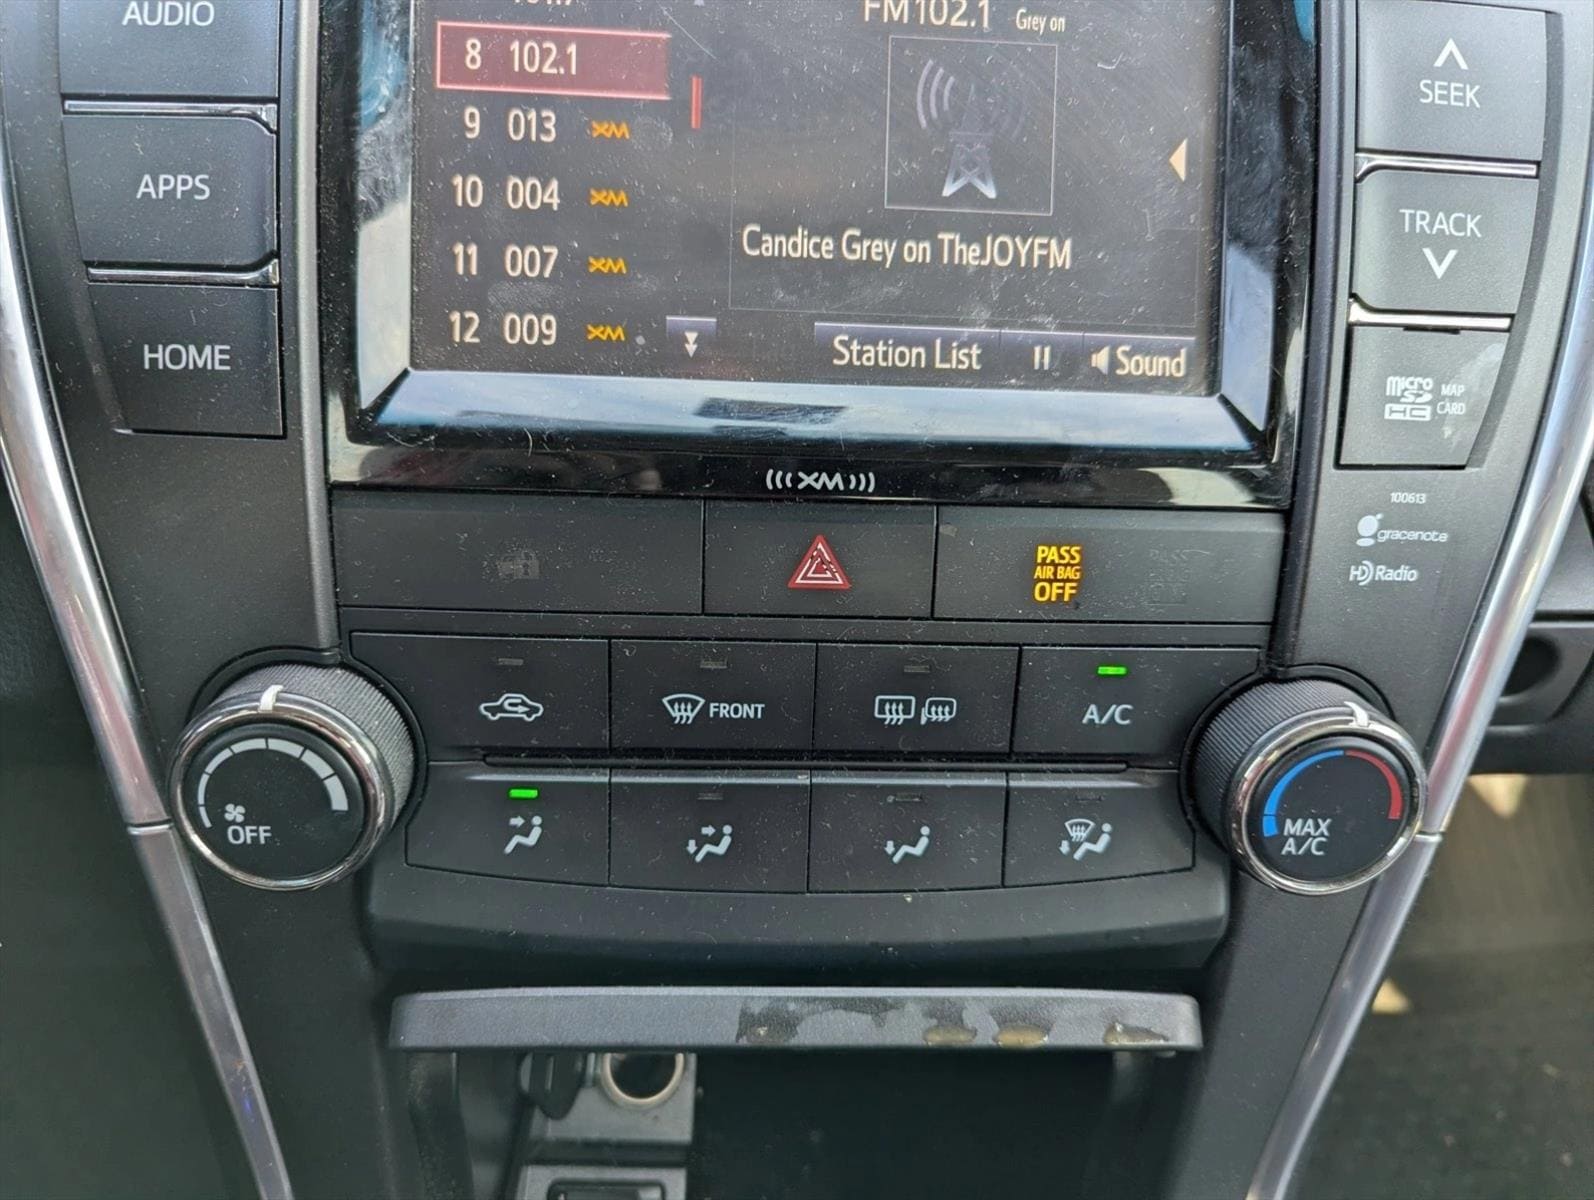 AUDIO
APPS
HOME
8 102.1
9 013 XM
10 004 XM
11 007 XM
12 009 XM
FM102.1 Grey on
Candice Grey on TheJOYFM
Station List
Sound
SEEK
TRACK
micro SD HC MAP CARD
100613
gracenote
HD Radio
(((XM)))
PASS
AIR BAG
OFF
FRONT
A/C
OFF
MAX
A/C